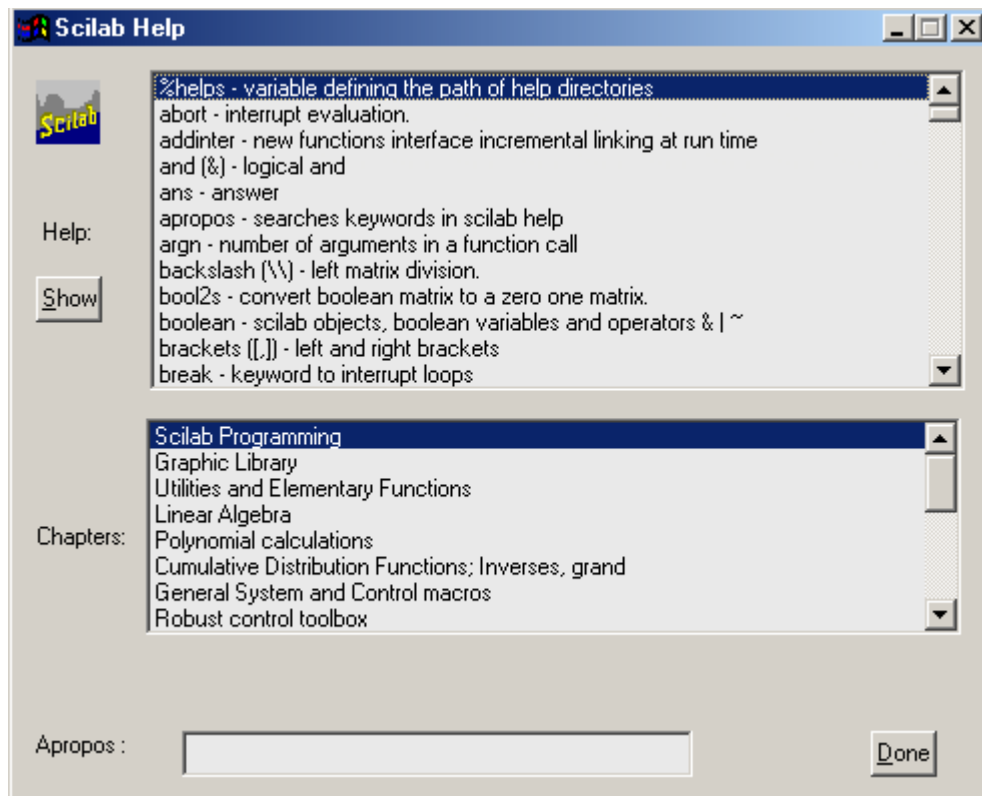 Scilab Help
Scilab
%helps - variable defining the path of help directories
abort - interrupt evaluation.
addinter - new functions interface incremental linking at run time
and (&) - logical and
ans - answer
apropos - searches keywords in scilab help
argn - number of arguments in a function call
backslash (\\) - left matrix division.
bool2s - convert boolean matrix to a zero one matrix.
boolean - scilab objects, boolean variables and operators & | ~
brackets ([,]) - left and right brackets
break - keyword to interrupt loops
Help:
Show
Chapters:
Scilab Programming
Graphic Library
Utilities and Elementary Functions
Linear Algebra
Polynomial calculations
Cumulative Distribution Functions; Inverses, grand
General System and Control macros
Robust control toolbox
Apropos :
Done